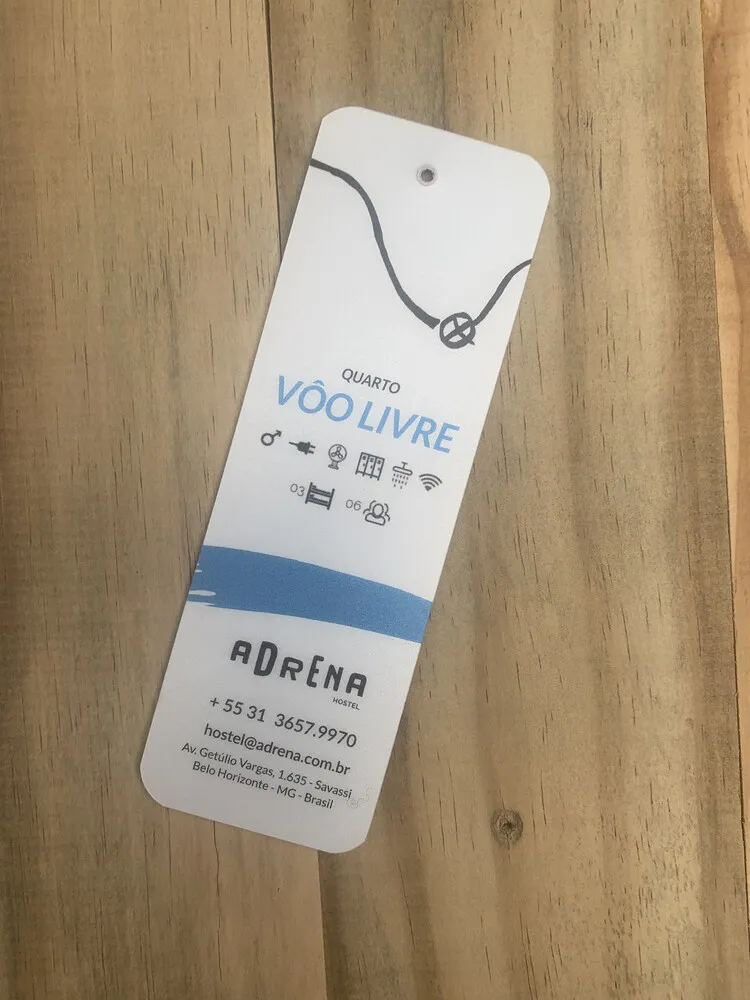 QUARTO
VÔO LIVRE
03 06
ADRENA
HOSTEL
+ 55 31 3657.9970
hostel@adrena.com.br
Av. Getúlio Vargas, 1.635 - Savassi
Belo Horizonte - MG - Brasil